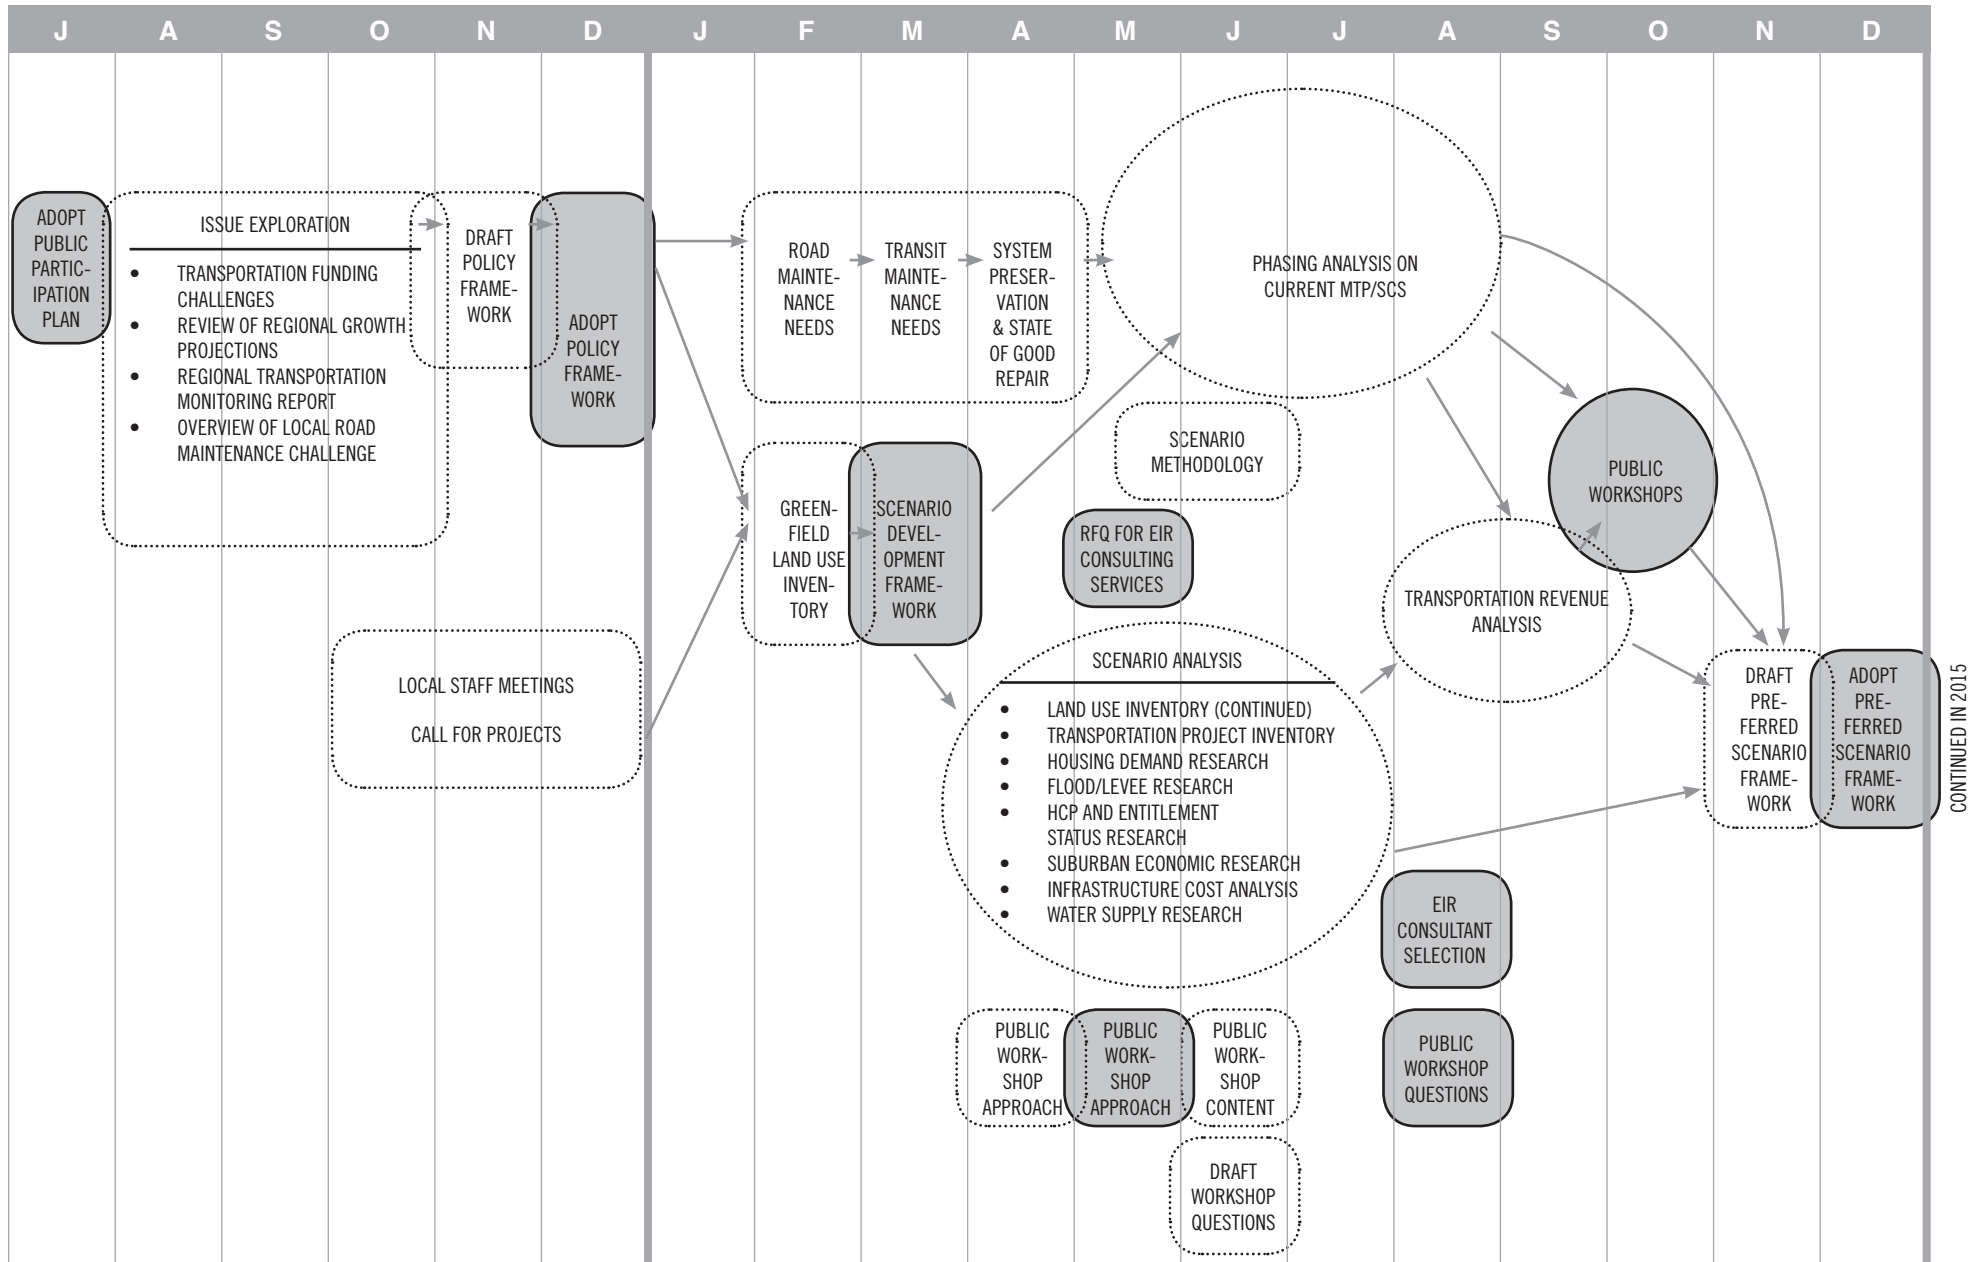 J A S O N D J F M A M J J A S O N D
ADOPT
PUBLIC
PARTIC-
IPATION
PLAN
ISSUE EXPLORATION
• TRANSPORTATION FUNDING
CHALLENGES
• REVIEW OF REGIONAL GROWTH
PROJECTIONS
• REGIONAL TRANSPORTATION
MONITORING REPORT
• OVERVIEW OF LOCAL ROAD
MAINTENANCE CHALLENGE
DRAFT
POLICY
FRAME-
WORK
ADOPT
POLICY
FRAME-
WORK
LOCAL STAFF MEETINGS
CALL FOR PROJECTS
ROAD
MAINTE-
NANCE
NEEDS
TRANSIT
MAINTE-
NANCE
NEEDS
SYSTEM
PRESER-
VATION
& STATE
OF GOOD
REPAIR
GREEN-
FIELD
LAND USE
INVEN-
TORY
SCENARIO
DEVEL-
OPMENT
FRAME-
WORK
PHASING ANALYSIS ON
CURRENT MTP/SCS
SCENARIO
METHODOLOGY
RFQ FOR EIR
CONSULTING
SERVICES
SCENARIO ANALYSIS
• LAND USE INVENTORY (CONTINUED)
• TRANSPORTATION PROJECT INVENTORY
• HOUSING DEMAND RESEARCH
• FLOOD/LEVEE RESEARCH
• HCP AND ENTITLEMENT
STATUS RESEARCH
• SUBURBAN ECONOMIC RESEARCH
• INFRASTRUCTURE COST ANALYSIS
• WATER SUPPLY RESEARCH
PUBLIC
WORK-
SHOP
APPROACH
PUBLIC
WORK-
SHOP
APPROACH
PUBLIC
WORK-
SHOP
CONTENT
DRAFT
WORKSHOP
QUESTIONS
PUBLIC
WORKSHOPS
TRANSPORTATION REVENUE
ANALYSIS
EIR
CONSULTANT
SELECTION
PUBLIC
WORKSHOP
QUESTIONS
DRAFT
PRE-
FERRED
SCENARIO
FRAME-
WORK
ADOPT
PRE-
FERRED
SCENARIO
FRAME-
WORK
CONTINUED IN 2015